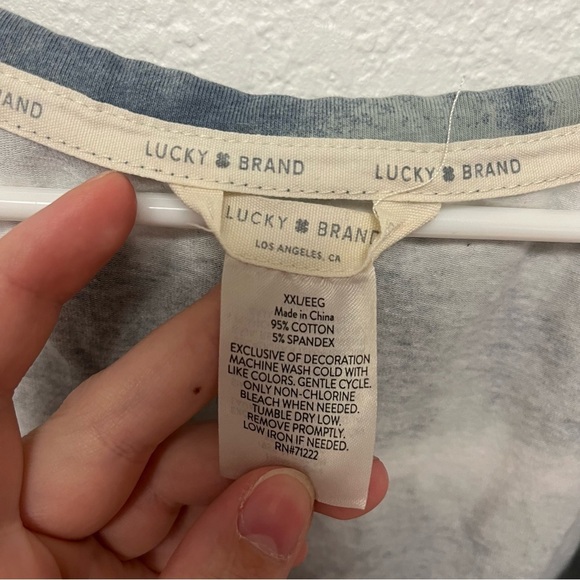 AND
LUCKY BRAND
LUCKY BRAND
LUCKY BRAND
LOS ANGELES, CA
XXL/EEG
Made in China
95% COTTON
5% SPANDEX
EXCLUSIVE OF DECORATION
MACHINE WASH COLD WITH
LIKE COLORS. GENTLE CYCLE.
ONLY NON-CHLORINE
BLEACH WHEN NEEDED.
TUMBLE DRY LOW.
REMOVE PROMPTLY.
LOW IRON IF NEEDED.
RN#71222